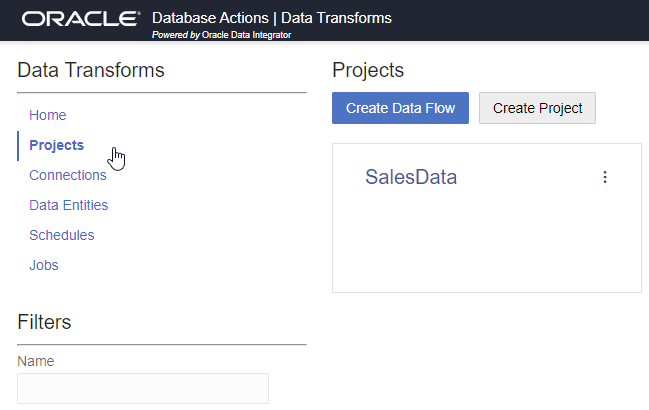 ORACLE® Database Actions | Data Transforms
Powered by Oracle Data Integrator
Data Transforms
Home
Projects
Connections
Data Entities
Schedules
Jobs
Filters
Name
Projects
Create Data Flow
Create Project
SalesData